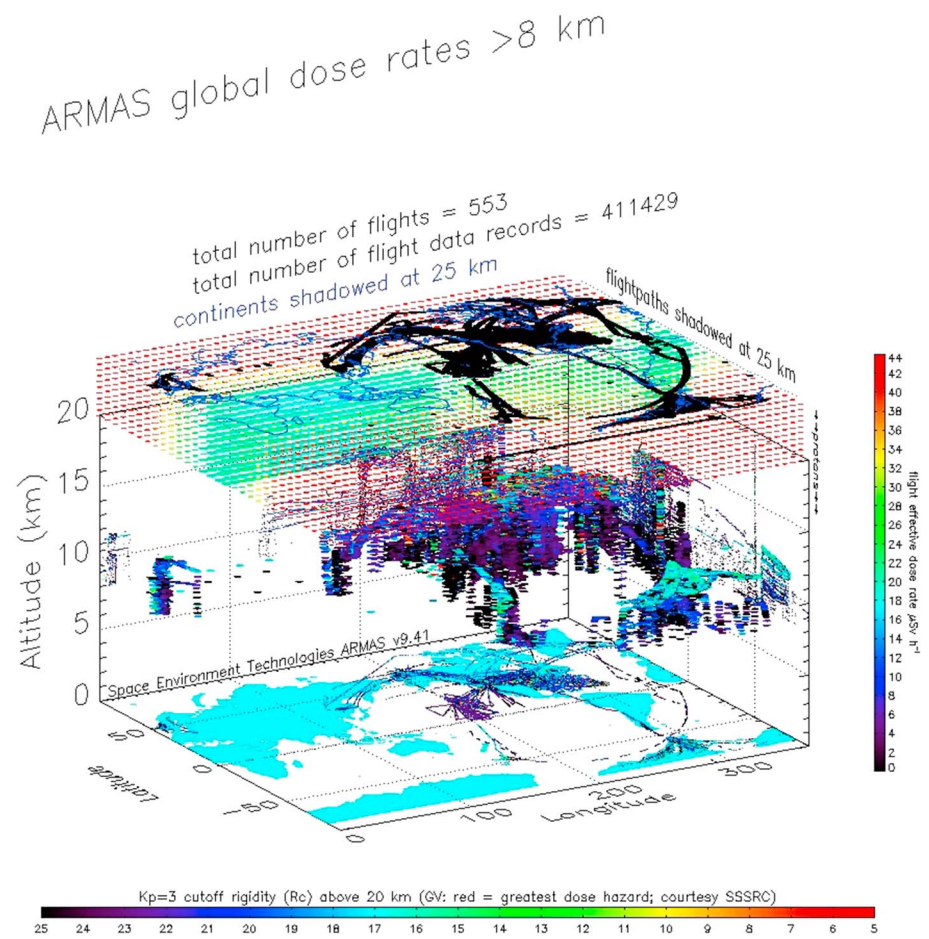 ARMAS global dose rates >8 km
total number of flights = 553
total number of flight data records = 411429
continents shadowed at 25 km
flightpaths shadowed at 25 km
20
15
10
5
0
Altitude (km)
protons
Space Environment Technologies ARMAS v9.41
50
0
-50
Latitude
0
100
200
300
Longitude
44
42
40
38
36
34
32
30
28
26
24
22
20
18
16
14
12
10
8
6
4
2
0
flight effective dose rate μSv h⁻¹
Kp=3 cutoff rigidity (Rc) above 20 km (GV: red = greatest dose hazard; courtesy SSSRC)
25 24 23 22 21 20 19 18 17 16 15 14 13 12 11 10 9 8 7 6 5